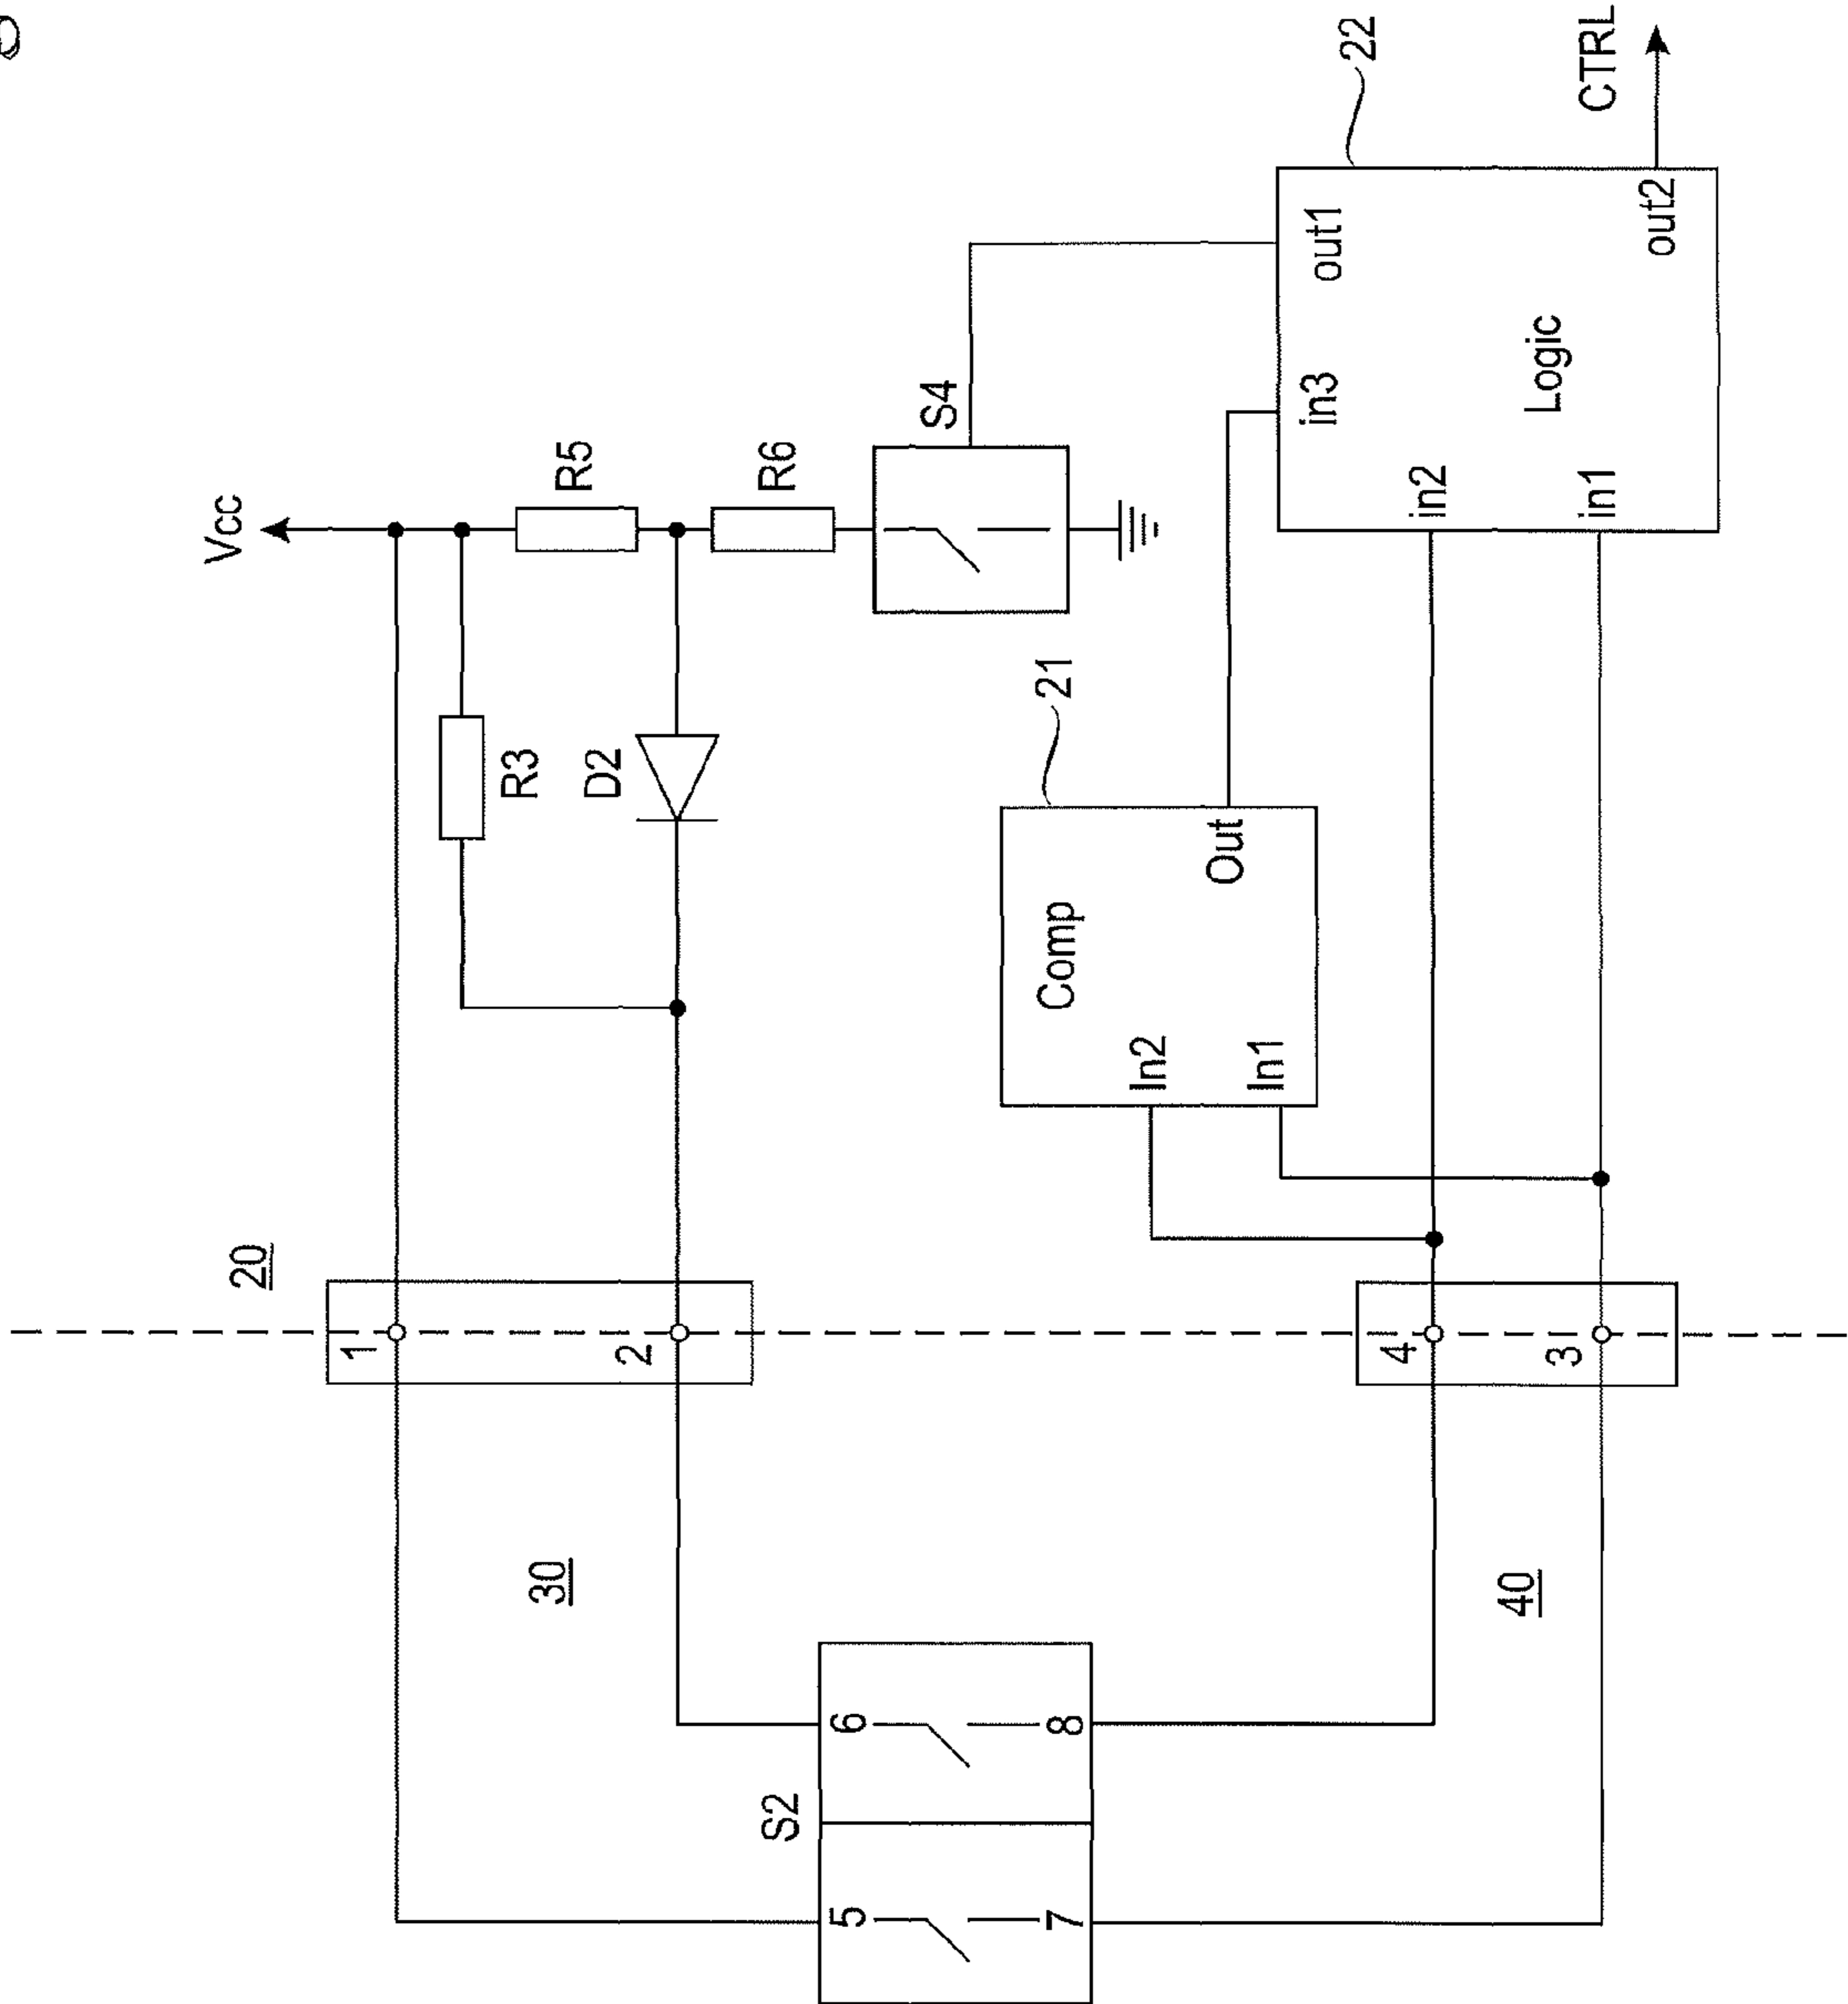 Vcc
20
1
R3
R5
D2
R6
2
S4
30
S2
6
5
8
7
21
Comp
In2
In1
Out
in3
out1
22
in2
in1
Logic
out2
CTRL
4
3
40